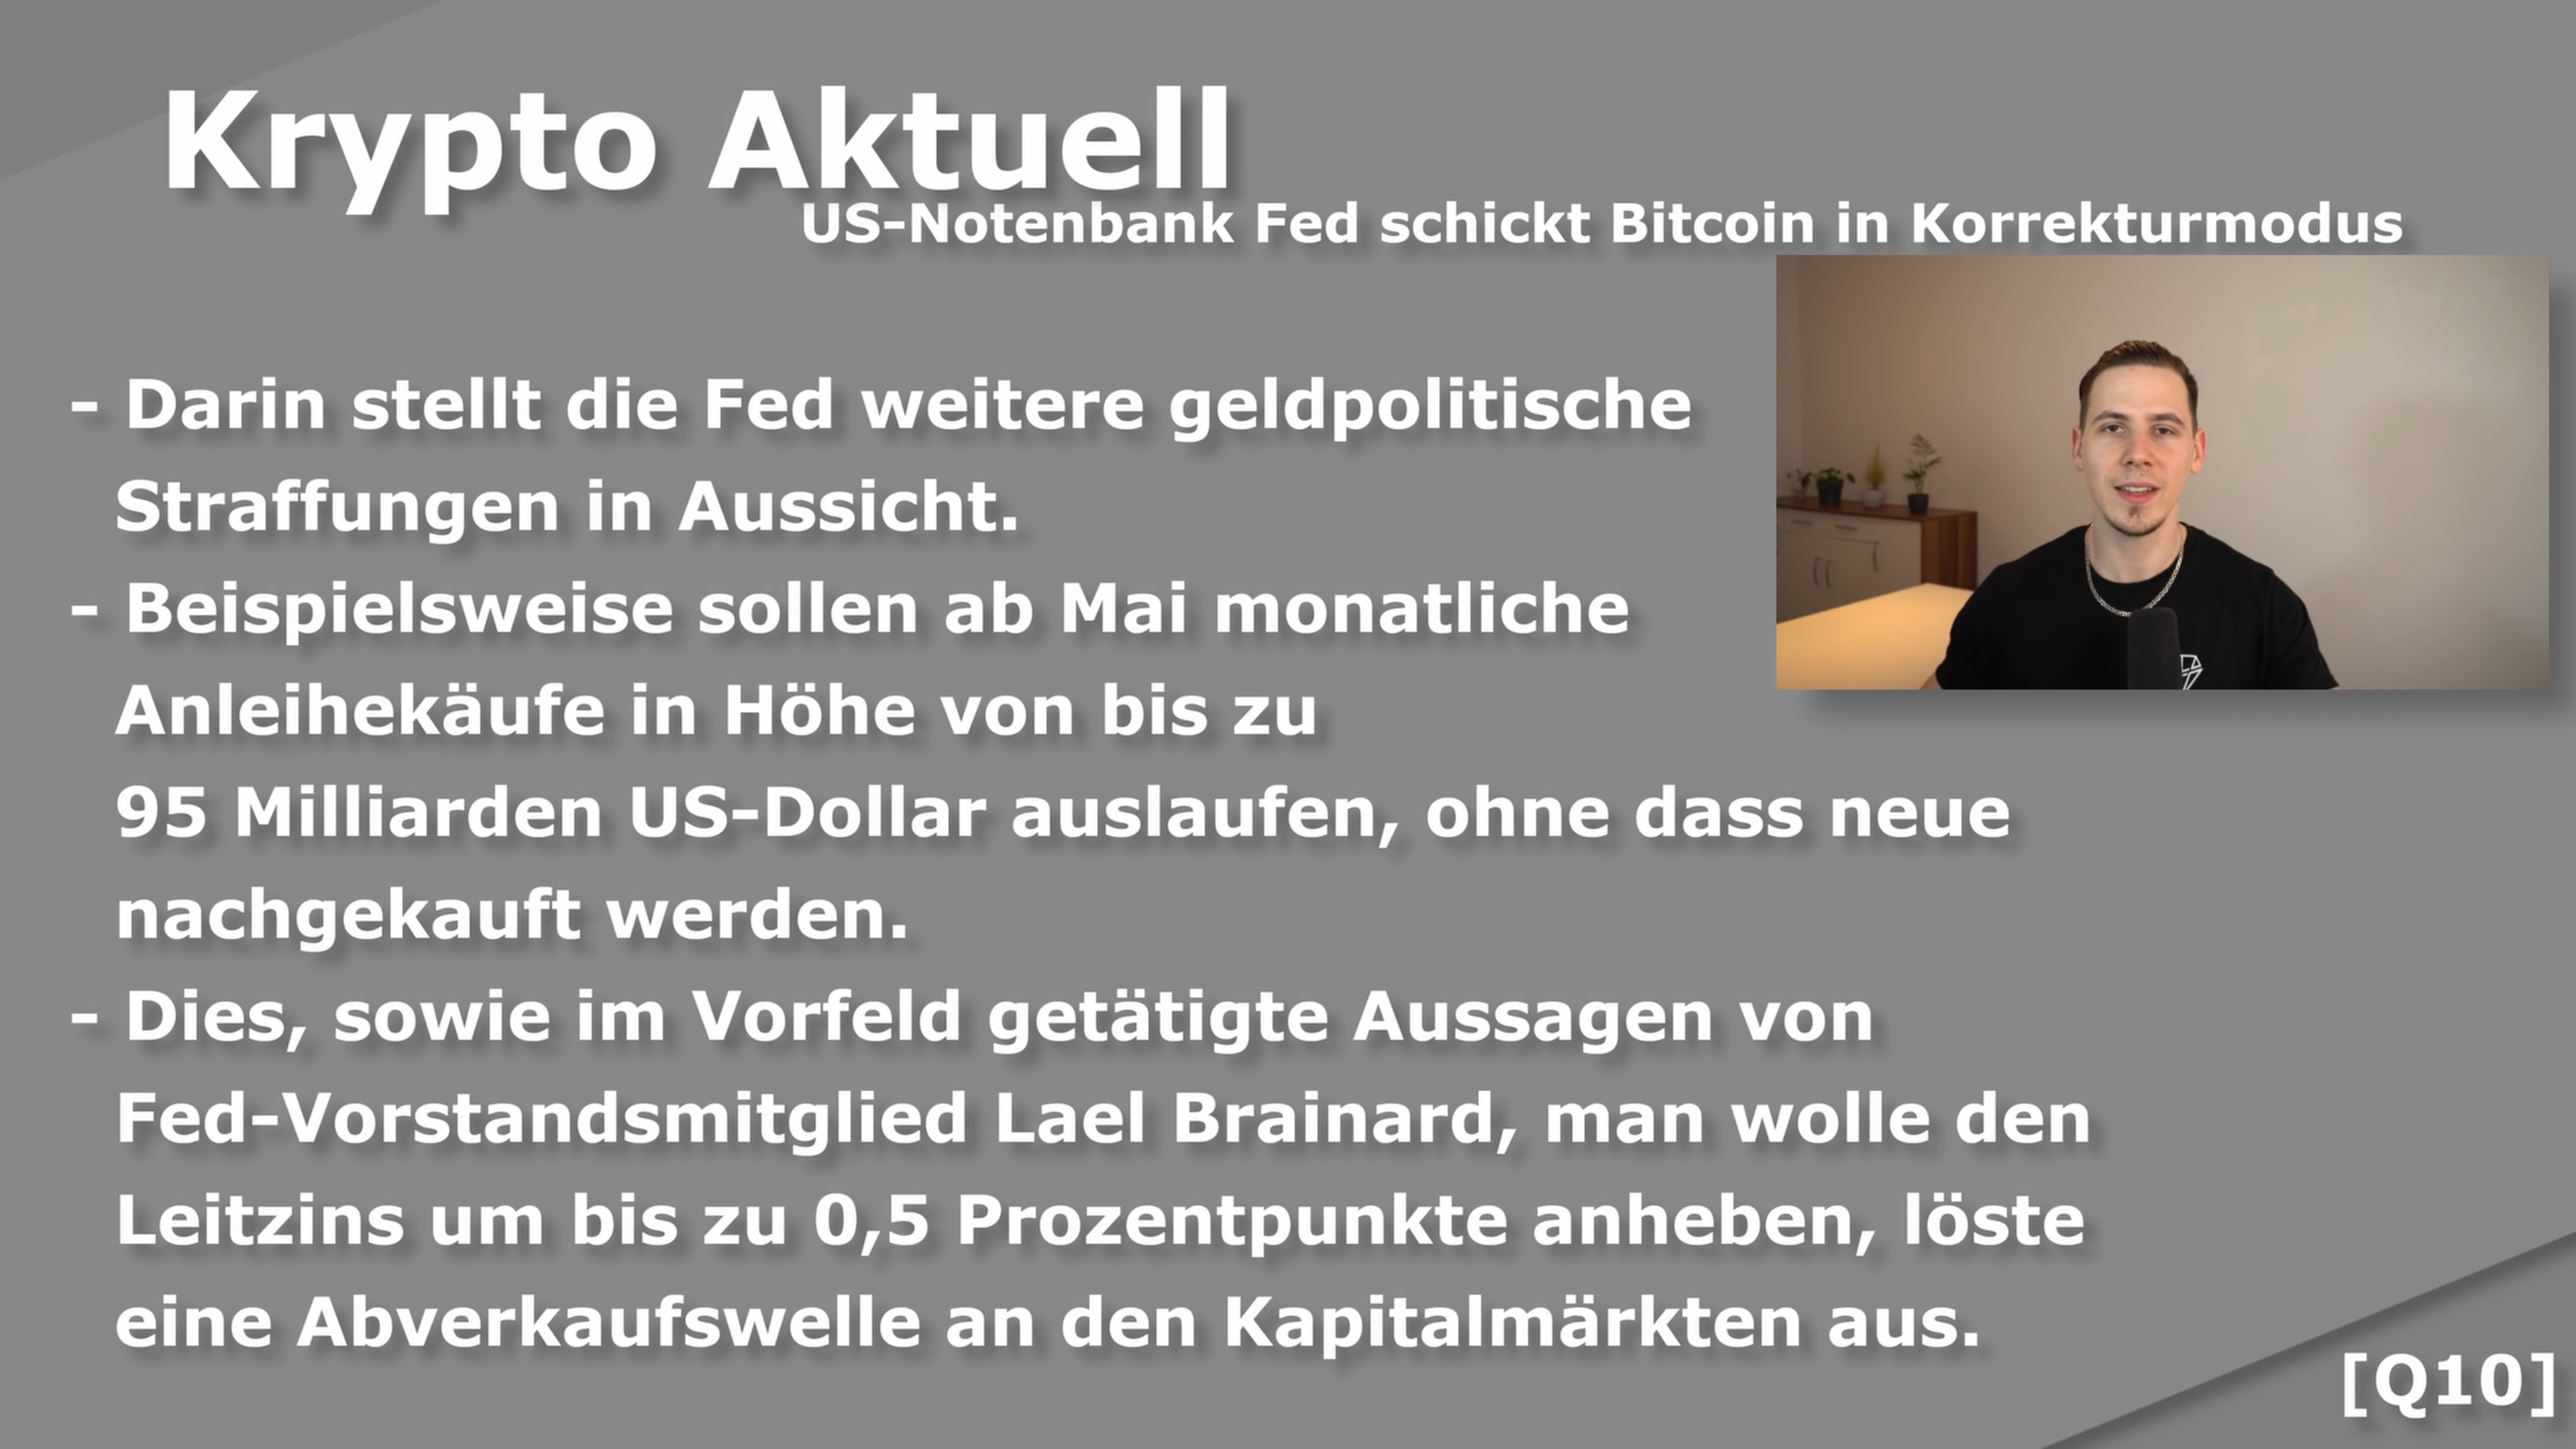 Krypto Aktuell
US-Notenbank Fed schickt Bitcoin in Korrekturmodus
- Darin stellt die Fed weitere geldpolitische
Straffungen in Aussicht.
- Beispielsweise sollen ab Mai monatliche
Anleihekäufe in Höhe von bis zu
95 Milliarden US-Dollar auslaufen, ohne dass neue
nachgekauft werden.
- Dies, sowie im Vorfeld getätigte Aussagen von
Fed-Vorstandsmitglied Lael Brainard, man wolle den
Leitzins um bis zu 0,5 Prozentpunkte anheben, löste
eine Abverkaufswelle an den Kapitalmärkten aus.
[Q10]